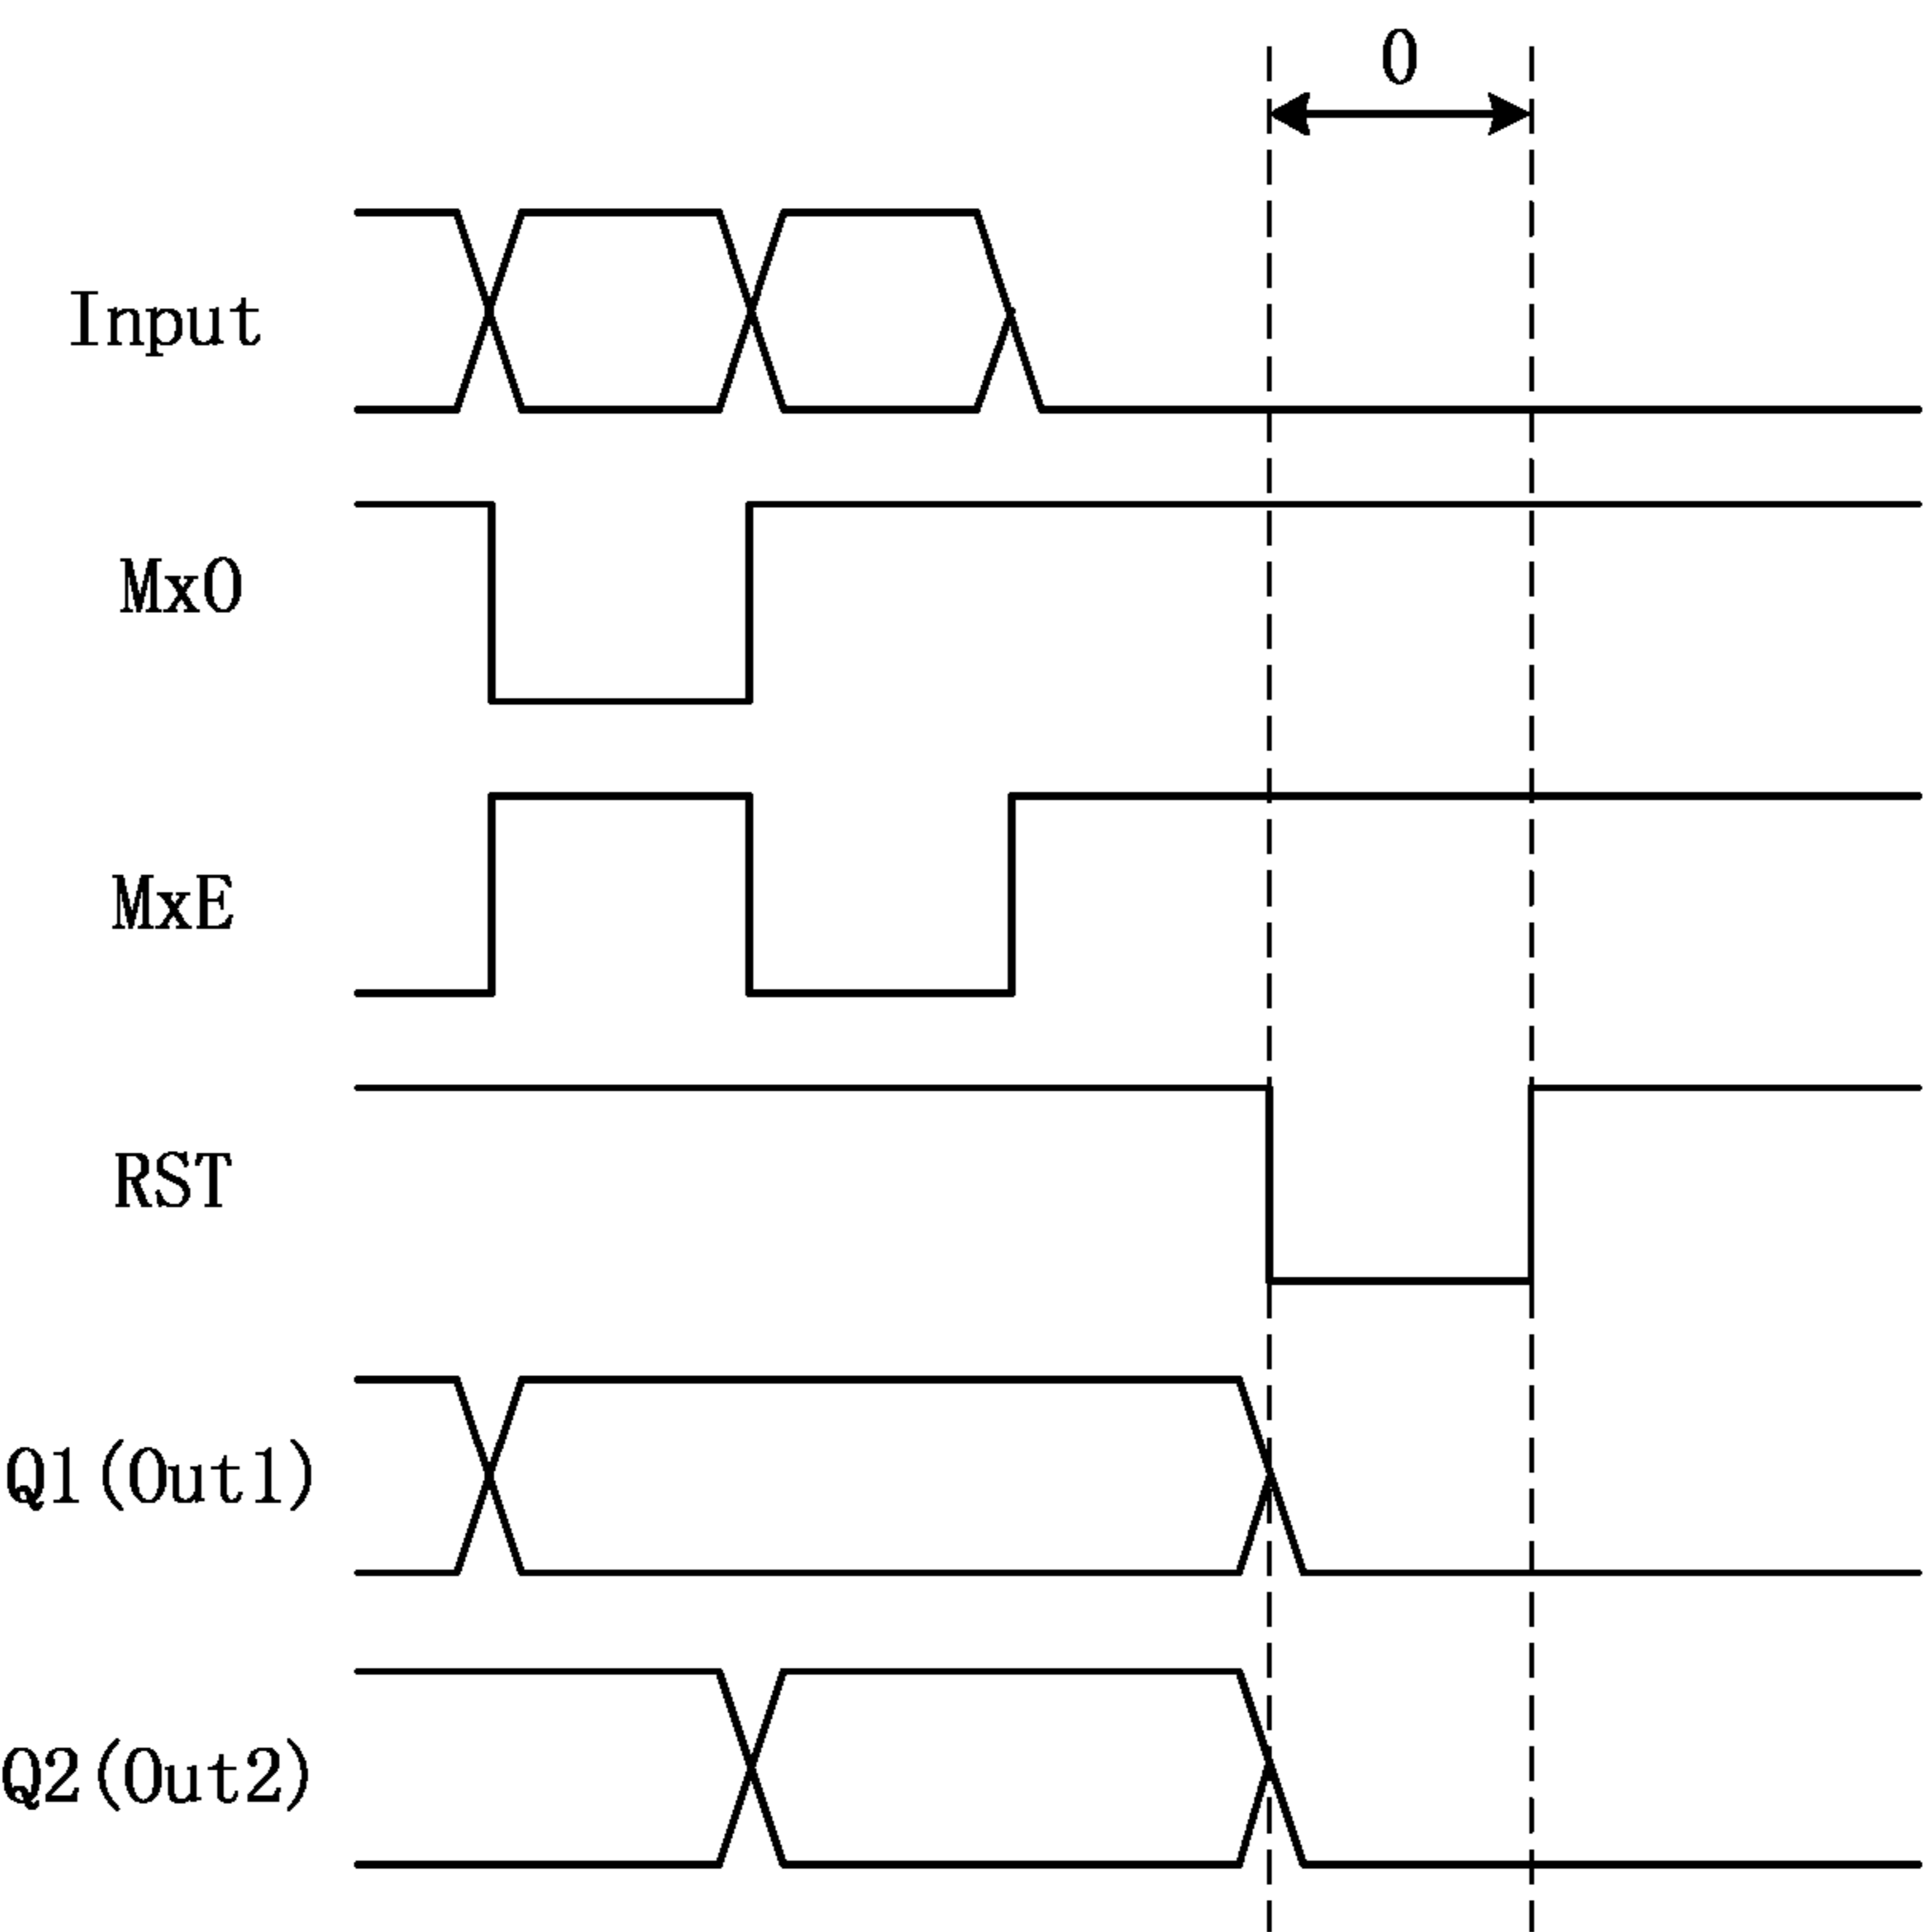 0
Input
MxO
MxE
RST
Q1(Out1)
Q2(Out2)